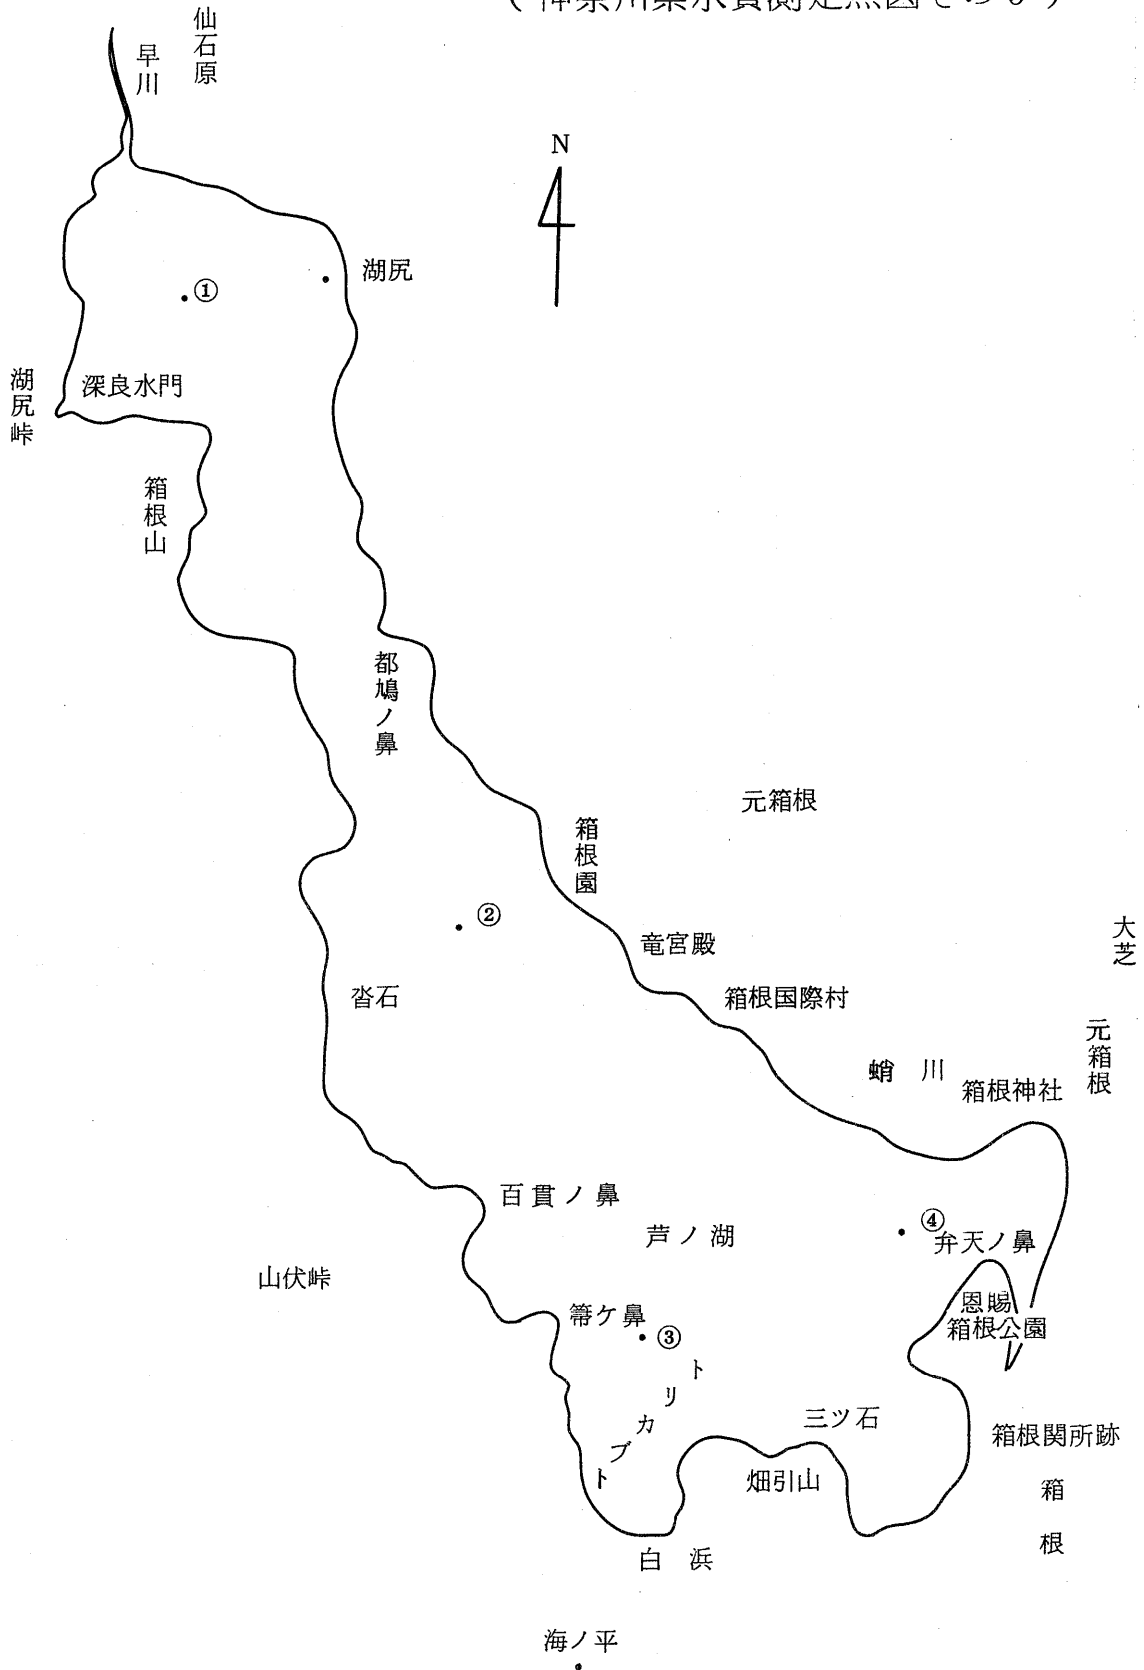 仙石原
早川
N
湖尻
①
湖尻峠
深良水門
箱根山
都鳩ノ鼻
元箱根
箱根園
②
大芝
竜宮殿
沓石
箱根国際村
元箱根
蛸川
箱根神社
百貫ノ鼻
芦ノ湖
④
弁天ノ鼻
山伏峠
恩賜
箱根公園
箒ケ鼻
③
トリカブト
三ツ石
箱根関所跡
畑引山
箱根
白浜
海ノ平